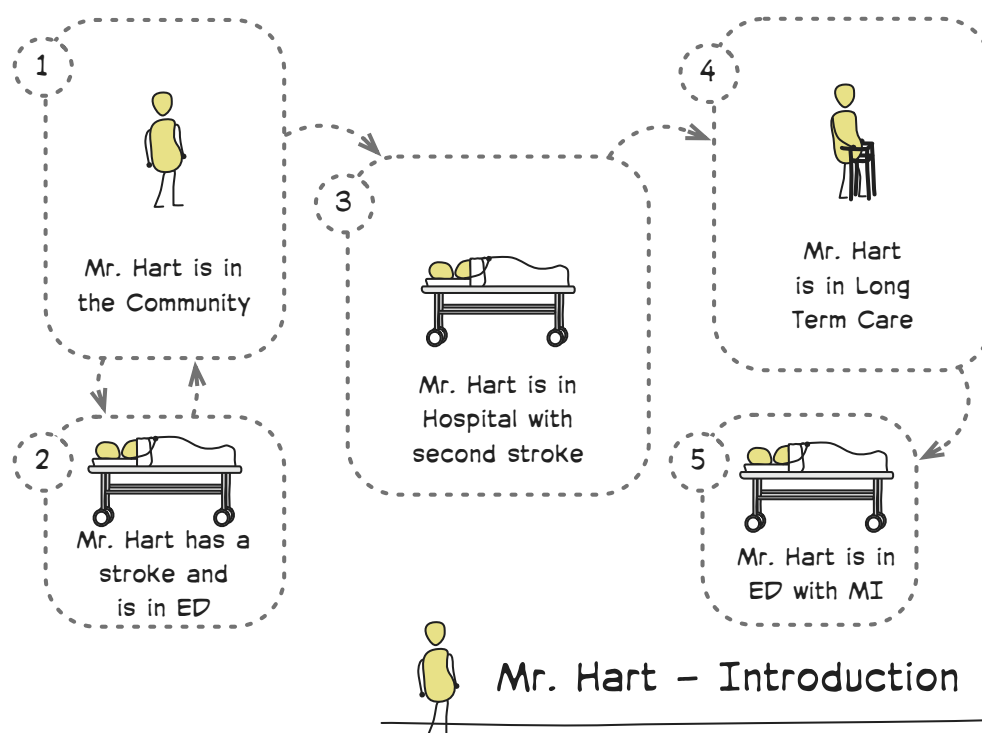 1
Mr. Hart is in
the Community
2
Mr. Hart has a
stroke and
is in ED
3
Mr. Hart is in
Hospital with
second stroke
4
Mr. Hart
is in Long
Term Care
5
Mr. Hart is in
ED with MI
Mr. Hart – Introduction